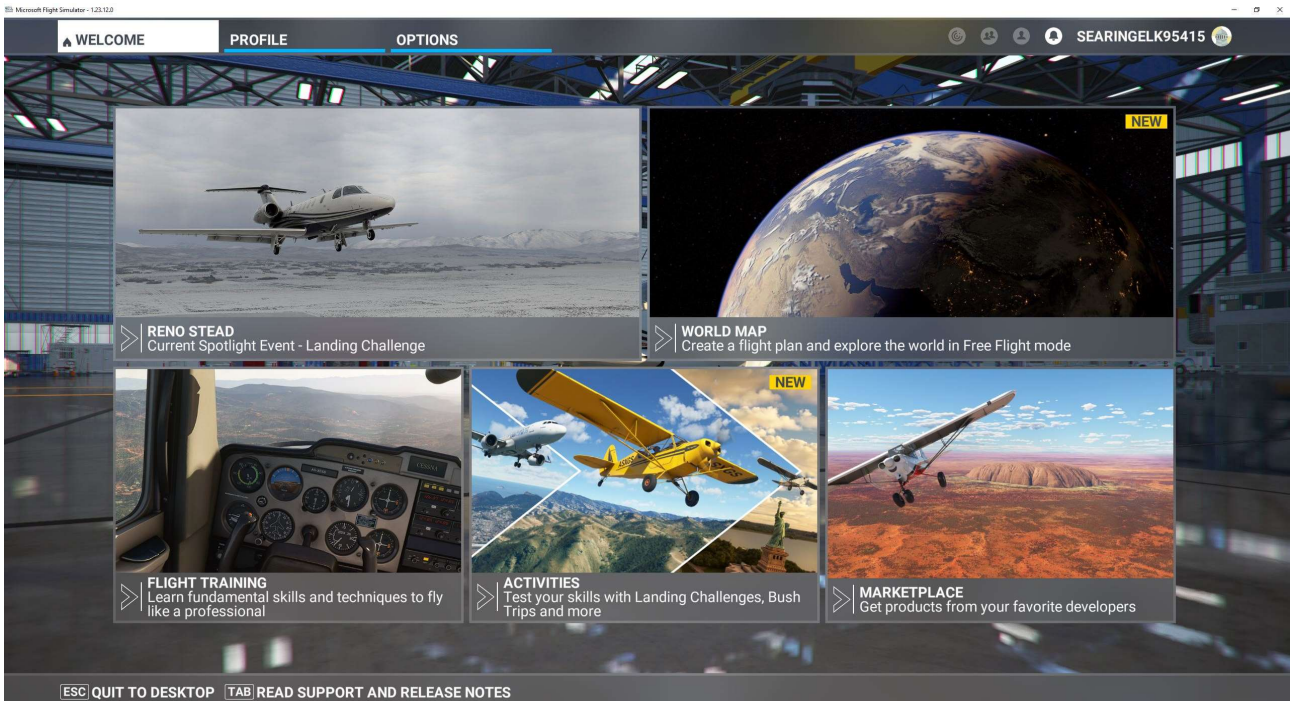 Microsoft Flight Simulator - 1.23.12.0
WELCOME
PROFILE
OPTIONS
SEARINGELK95415
NEW
RENO STEAD
Current Spotlight Event - Landing Challenge
WORLD MAP
Create a flight plan and explore the world in Free Flight mode
CESSNA
NEW
FLIGHT TRAINING
Learn fundamental skills and techniques to fly
like a professional
ACTIVITIES
Test your skills with Landing Challenges, Bush
Trips and more
MARKETPLACE
Get products from your favorite developers
ESC QUIT TO DESKTOP TAB READ SUPPORT AND RELEASE NOTES